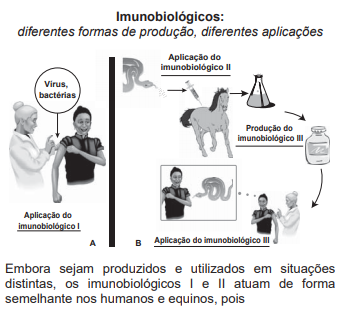 Imunobiológicos:
diferentes formas de produção, diferentes aplicações
Vírus,
bactérias
Aplicação do
imunobiológico I
A
Aplicação do
imunobiológico II
Produção do
imunobiológico III
B
Aplicação do imunobiológico III
Embora sejam produzidos e utilizados em situações
distintas, os imunobiológicos I e II atuam de forma
semelhante nos humanos e equinos, pois